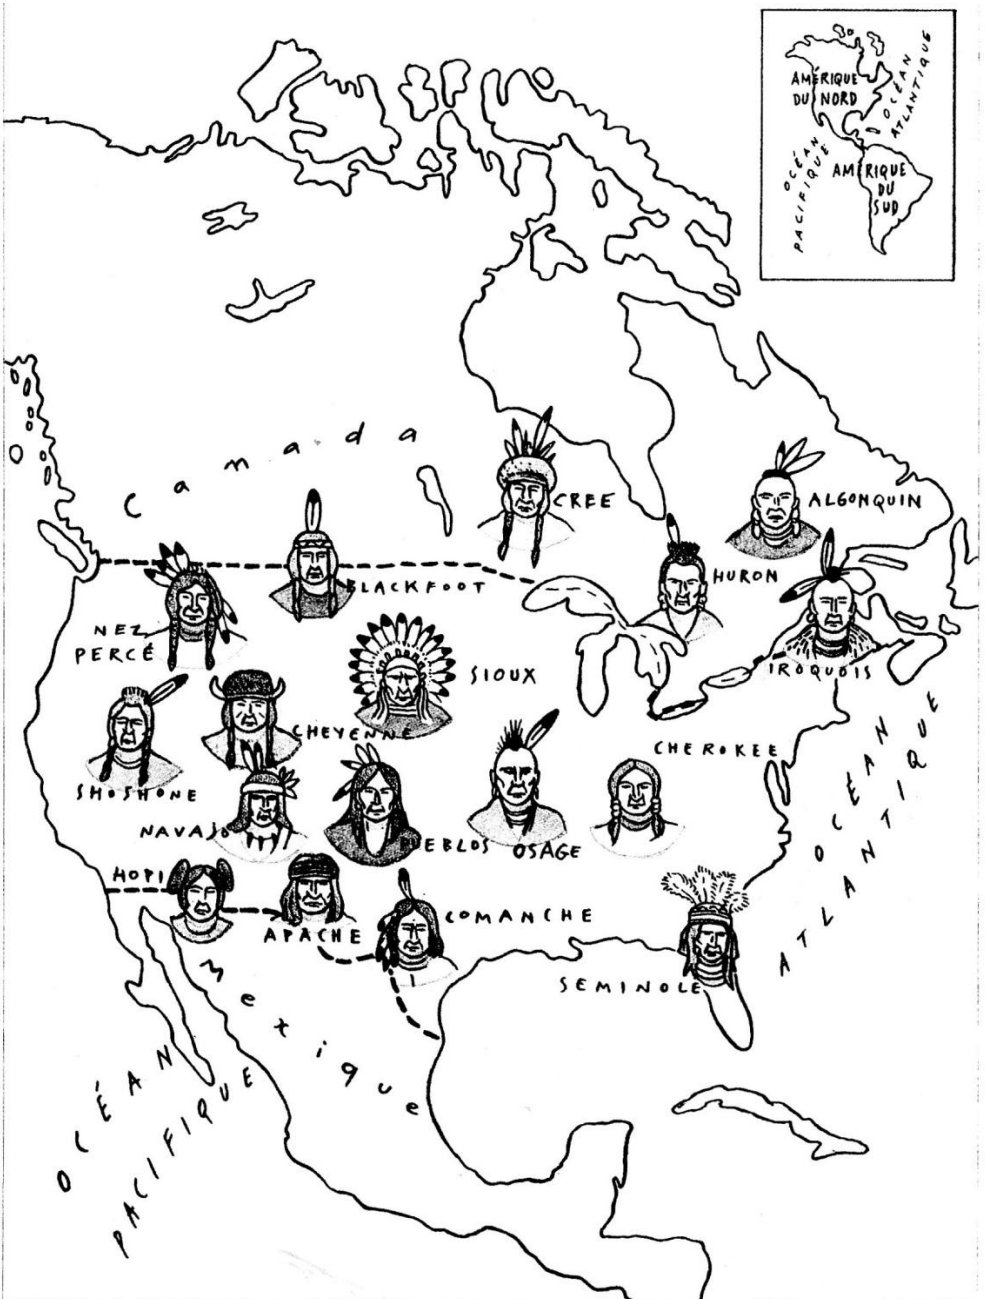 AMÉRIQUE
DU NORD
OCÉAN
ATLANTIQUE
OCÉAN
PACIFIQUE
AMÉRIQUE
DU
SUD
Canada
CREE
ALGONQUIN
HURON
BLACKFOOT
NEZ
PERCÉ
IROQUOIS
SIOUX
CHEYENNE
CHEROKEE
SHOSHONE
NAVAJO
PUEBLOS
OSAGE
HOPI
APACHE
COMANCHE
SEMINOLE
Mexique
OCÉAN
ATLANTIQUE
OCÉAN
PACIFIQUE